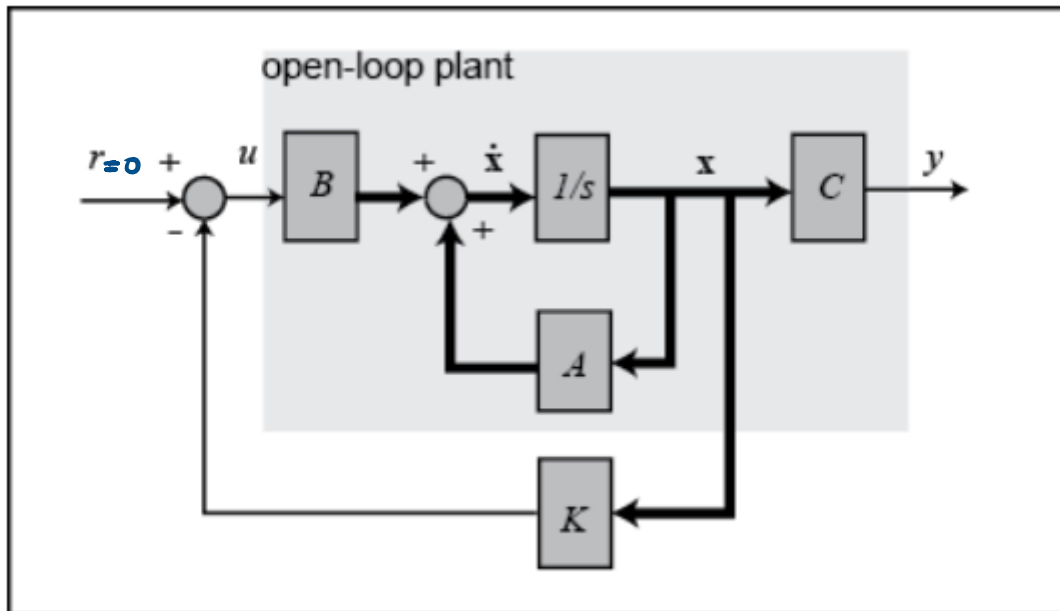 open-loop plant
r=0 + u B + ẋ 1/s x C y
- +
A
K